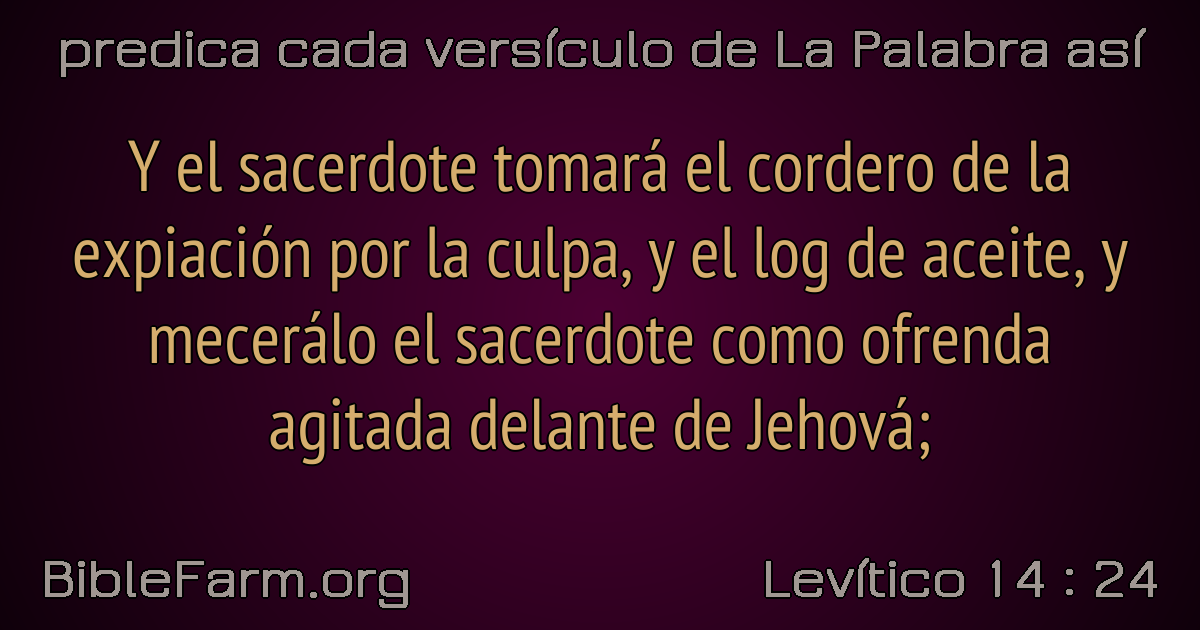 predica cada versículo de La Palabra así
Y el sacerdote tomará el cordero de la
expiación por la culpa, y el log de aceite, y
mecerálo el sacerdote como ofrenda
agitada delante de Jehová;
BibleFarm.org
Levítico 14 : 24